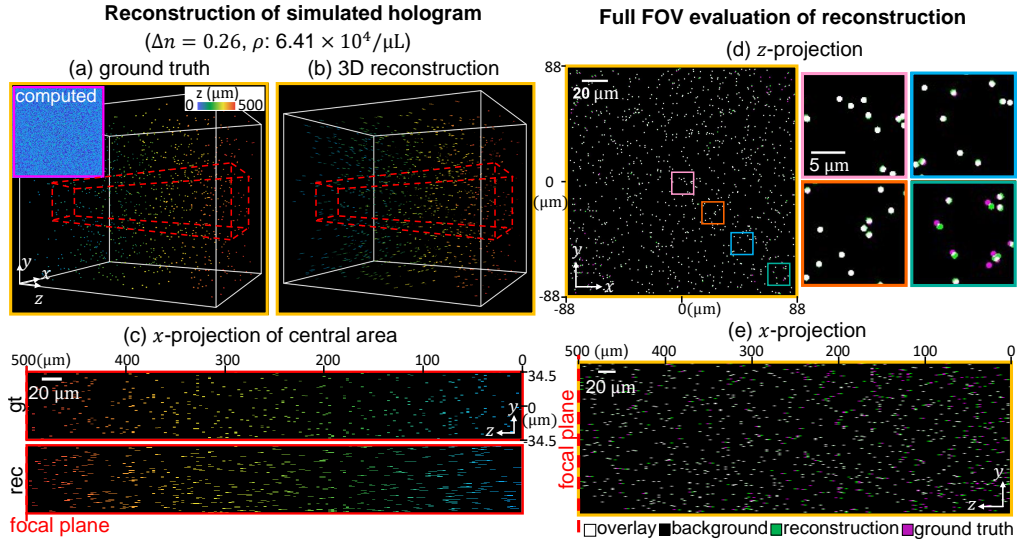 Reconstruction of simulated hologram
(Δ𝑛 = 0.26, 𝜌: 6.41 × 10⁴/μL)
(a) ground truth
(b) 3D reconstruction
computed
z (μm)
0 500
y
x
z
(c) x-projection of central area
500(μm) 400 300 200 100 0
20 μm
gt
34.5
0
(μm)
-34.5
y
z
rec
focal plane
Full FOV evaluation of reconstruction
(d) z-projection
88
20 μm
0
(μm)
y
x
-88
-88 0(μm) 88
5 μm
(e) x-projection
500 (μm) 400 300 200 100 0
20 μm
focal plane
y
z
overlay background reconstruction ground truth